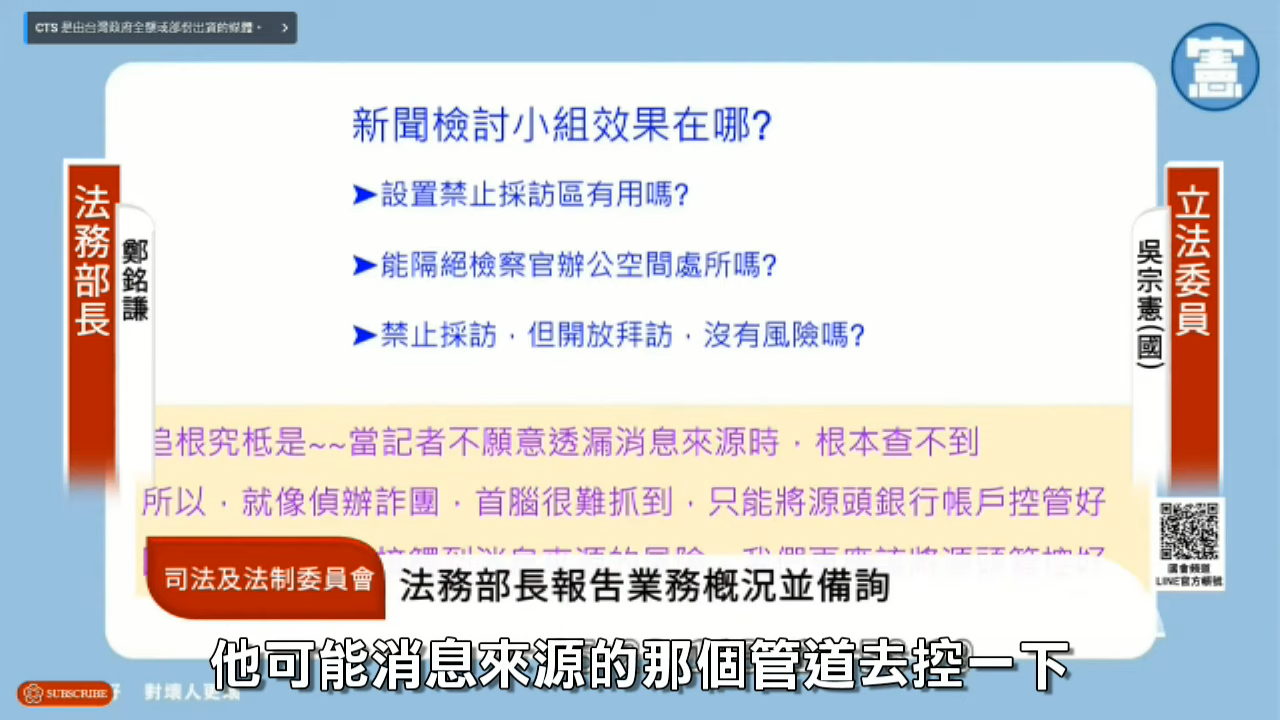 CTS 是由台灣政府全額或部份出資的媒體。
憲
新聞檢討小組效果在哪?
➤設置禁止採訪區有用嗎?
➤能隔絕檢察官辦公空間處所嗎?
➤禁止採訪，但開放拜訪，沒有風險嗎?
法務部長
鄭銘謙
立法委員
吳宗憲(國)
追根究柢是~~當記者不願意透漏消息來源時，根本查不到
所以，就像偵辦詐團，首腦很難抓到，只能將源頭銀行帳戶控管好
國會頻道
LINE官方帳號
司法及法制委員會
法務部長報告業務概況並備詢
他可能消息來源的那個管道去控一下
SUBSCRIBE
對壞人更壞